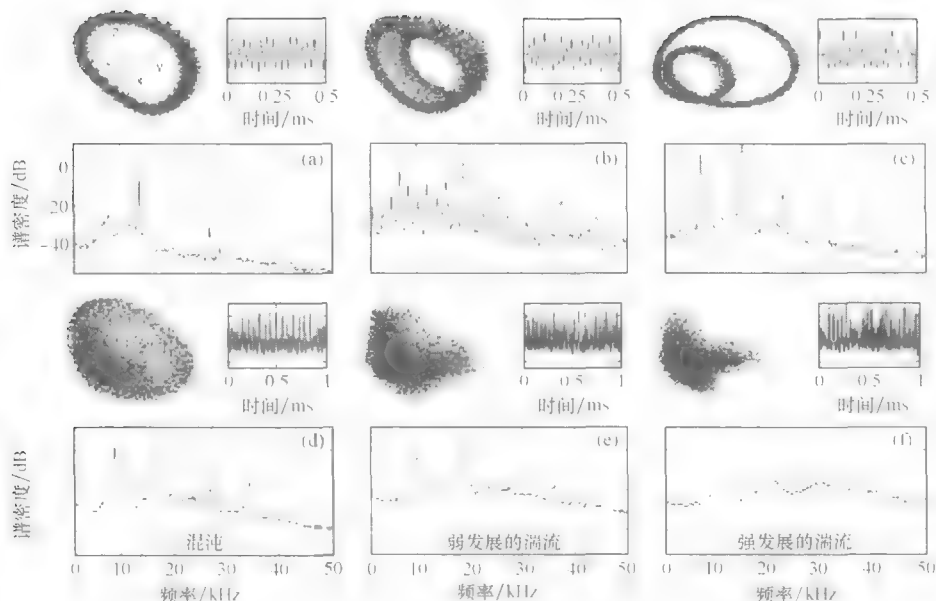 0 0.25 0.5 0 0.25 0.5 0 0.25 0.5
时间/ms 时间/ms 时间/ms
谱密度/dB 0 (a) (b) (c)
20
-40
0 0.5 1 0 0.5 1 0 0.5 1
时间/ms 时间/ms 时间/ms
谱密度/dB (d) (e) (f)
混沌 弱发展的湍流 强发展的湍流
0 10 20 30 40 50 0 10 20 30 40 50 0 10 20 30 40 50
频率/kHz 频率/kHz 频率/kHz